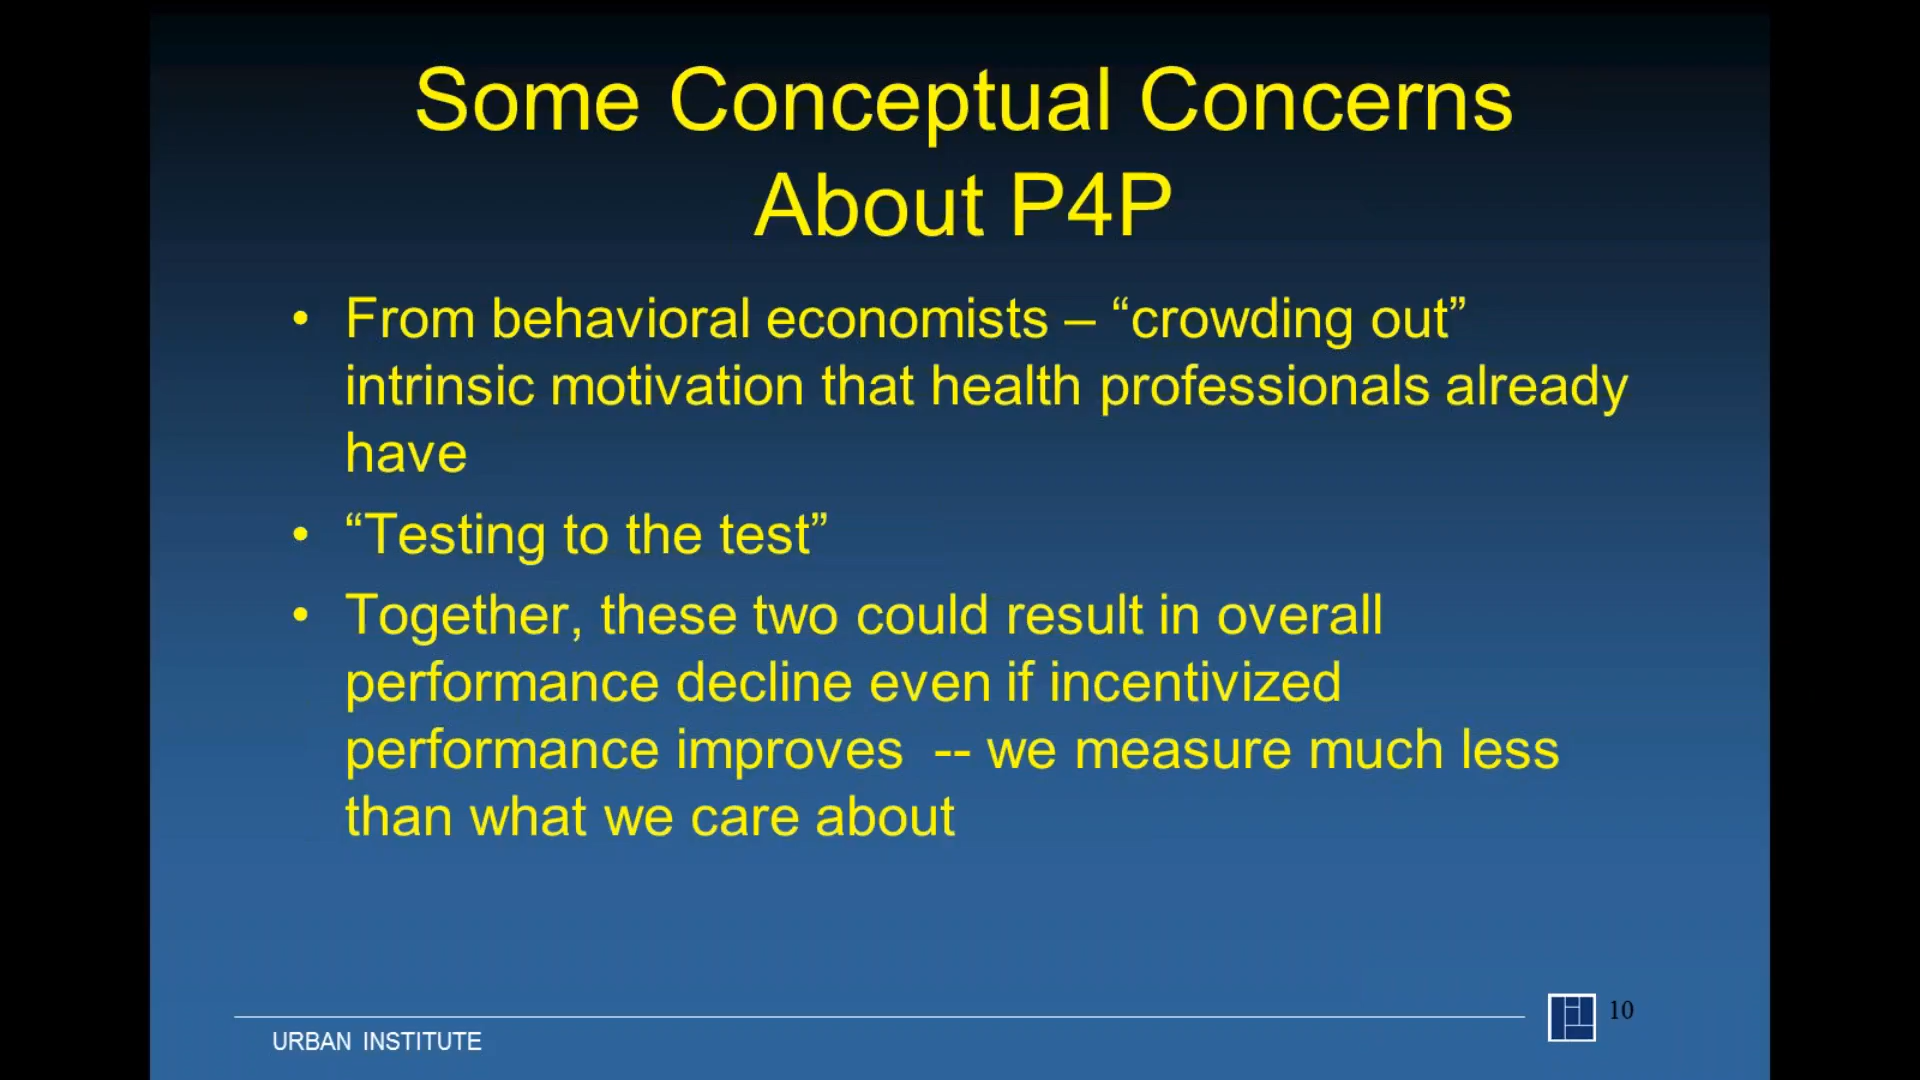 Some Conceptual Concerns
About P4P
• From behavioral economists – “crowding out”
intrinsic motivation that health professionals already
have
• “Testing to the test”
• Together, these two could result in overall
performance decline even if incentivized
performance improves  -- we measure much less
than what we care about
10
URBAN INSTITUTE